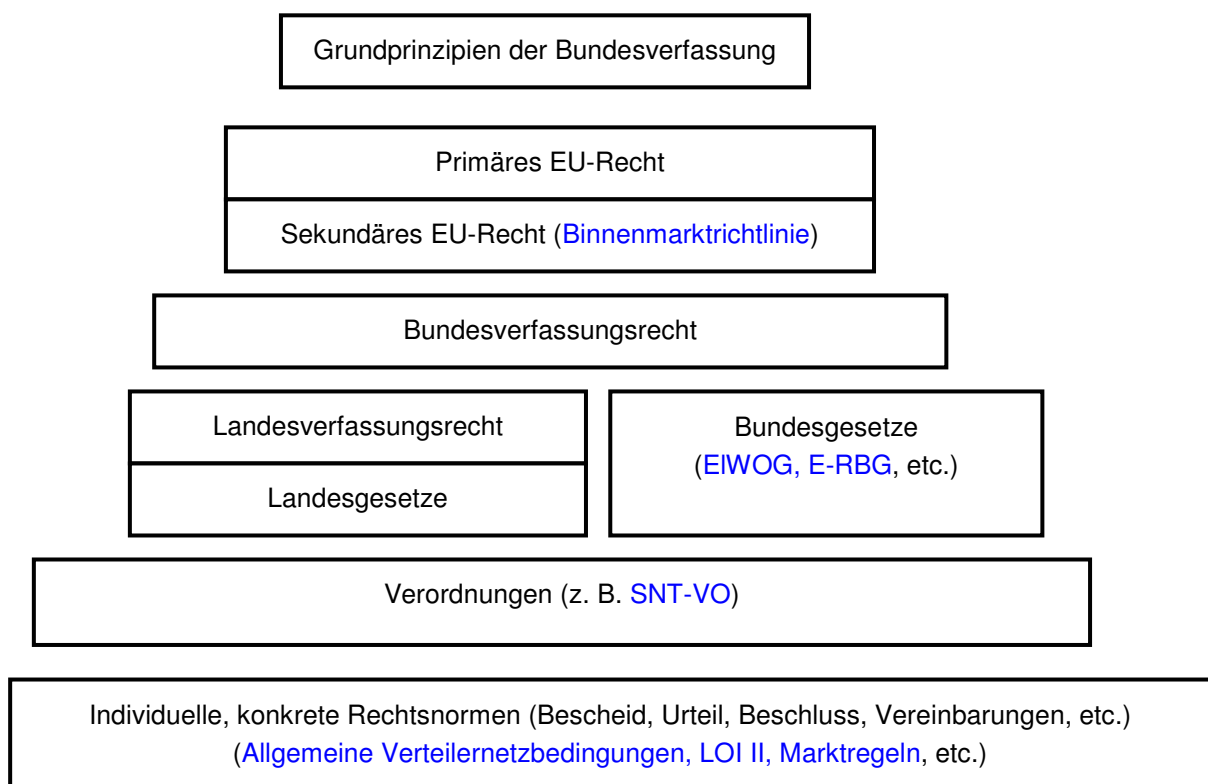 Grundprinzipien der Bundesverfassung
Primäres EU-Recht
Sekundäres EU-Recht (Binnenmarktrichtlinie)
Bundesverfassungsrecht
Landesverfassungsrecht
Landesgesetze
Bundesgesetze
(ElWOG, E-RBG, etc.)
Verordnungen (z. B. SNT-VO)
Individuelle, konkrete Rechtsnormen (Bescheid, Urteil, Beschluss, Vereinbarungen, etc.)
(Allgemeine Verteilernetzbedingungen, LOI II, Marktregeln, etc.)